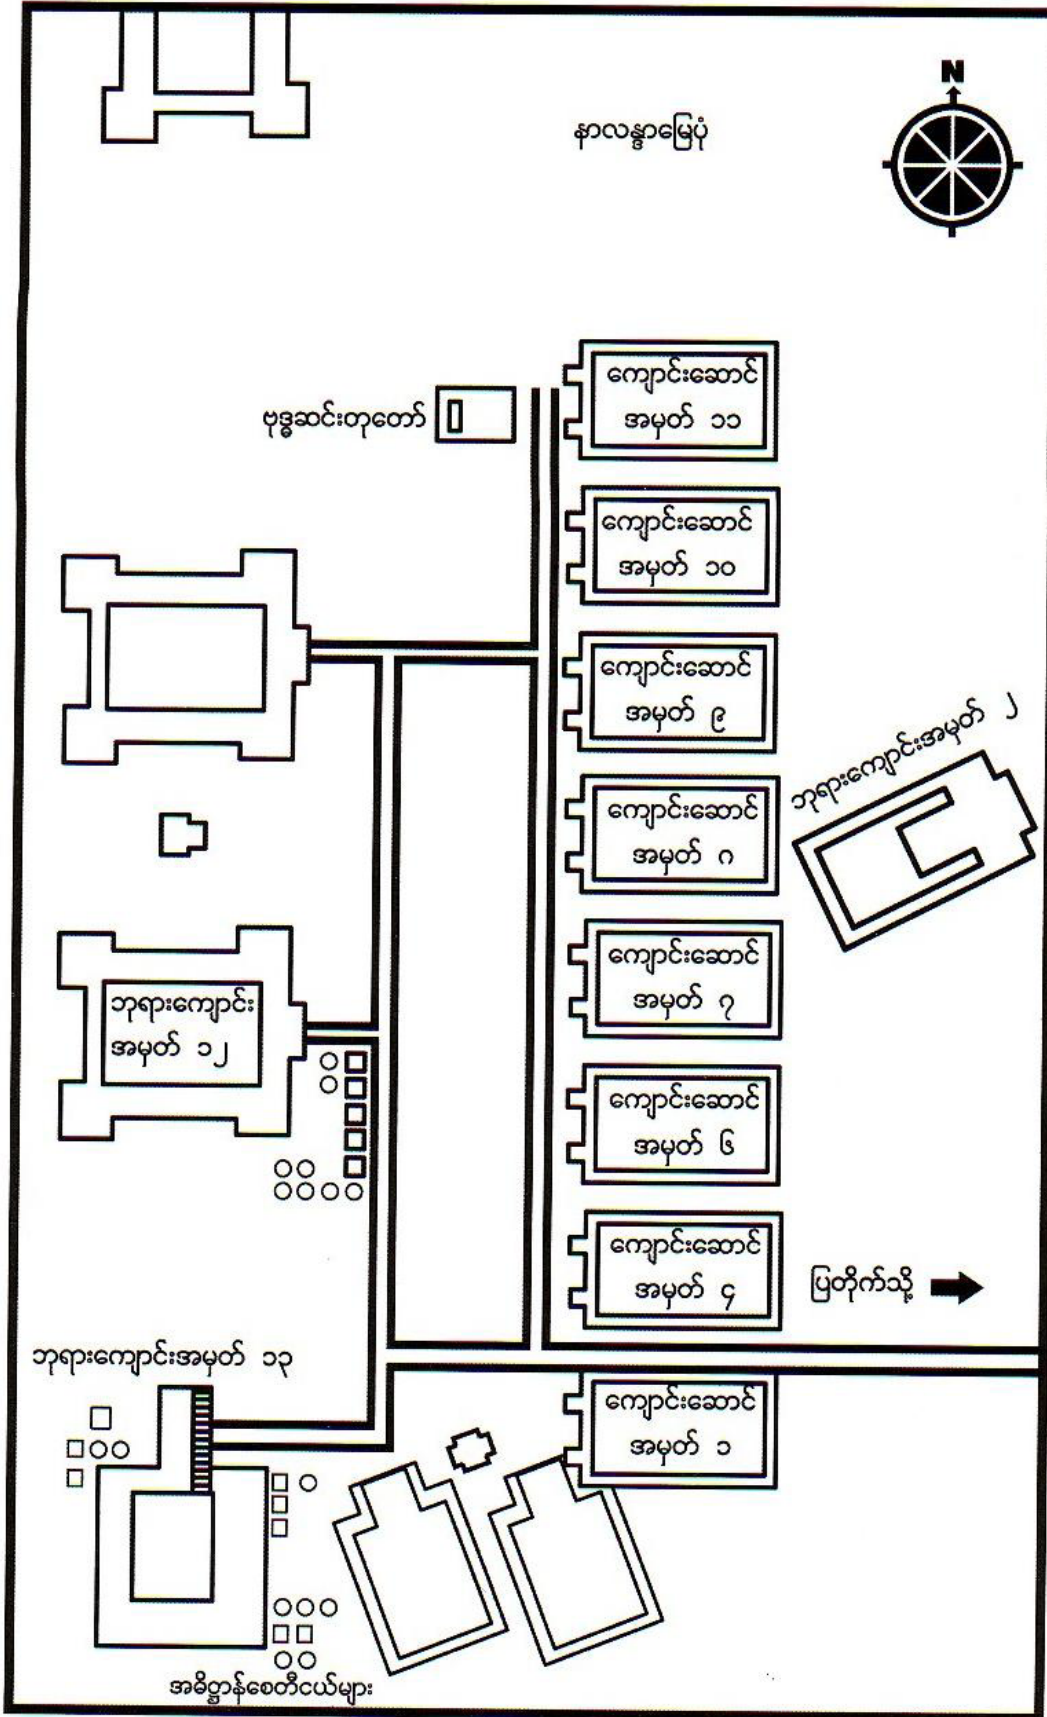 N
နာလန္ဒာမြေပုံ
ကျောင်းဆောင်
အမှတ် ၁၁
ဗုဒ္ဓဆင်းတုတော်
ကျောင်းဆောင်
အမှတ် ၁၀
ကျောင်းဆောင်
အမှတ် ၉
ဘုရားကျောင်းအမှတ် ၂
ကျောင်းဆောင်
အမှတ် ၈
ကျောင်းဆောင်
အမှတ် ၇
ဘုရားကျောင်း
အမှတ် ၁၂
ကျောင်းဆောင်
အမှတ် ၆
ကျောင်းဆောင်
အမှတ် ၄
ပြတိုက်သို့
ဘုရားကျောင်းအမှတ် ၁၃
ကျောင်းဆောင်
အမှတ် ၁
အဓိဋ္ဌာန်စေတီငယ်များ